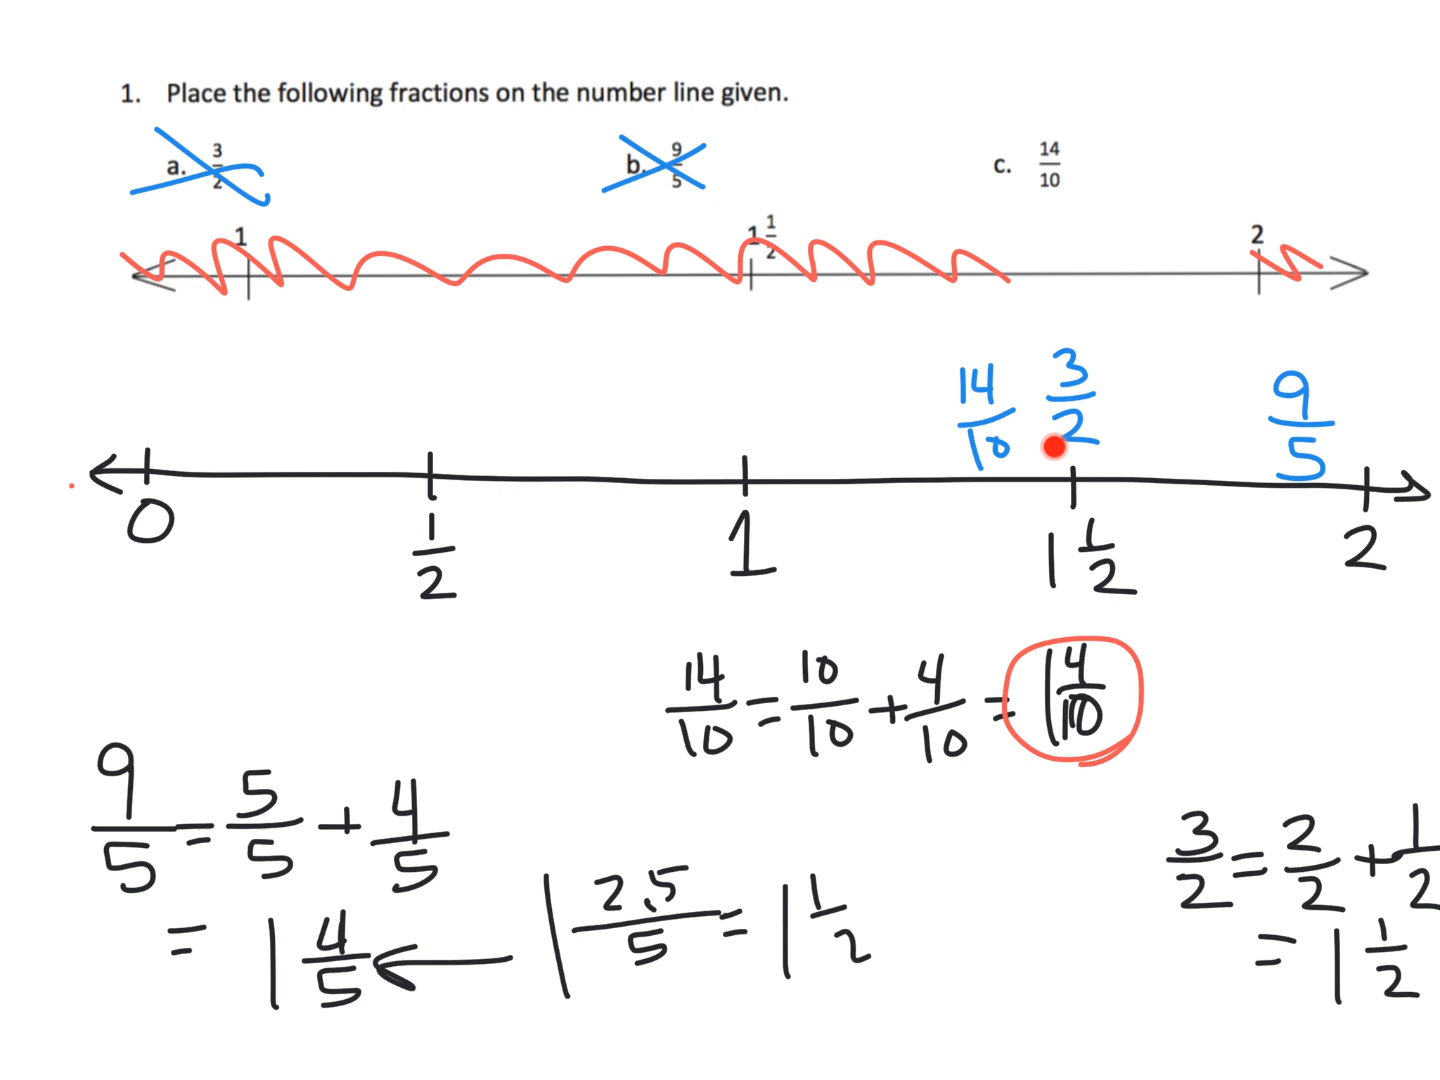 1. Place the following fractions on the number line given.
a. 3/2 b. 9/5 c. 14/10
1 1 1/2 2
14/10 3/2 9/5
0 1/2 1 1 1/2 2
14/10 = 10/10 + 4/10 = 1 4/10
9/5 = 5/5 + 4/5
= 1 4/5
1 2.5/5 = 1 1/2
3/2 = 2/2 + 1/2
= 1 1/2